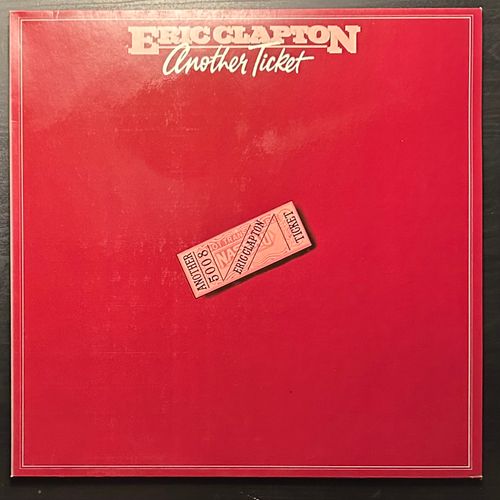 ERIC CLAPTON
Another Ticket
ANOTHER
5008
ERIC CLAPTON
TICKET